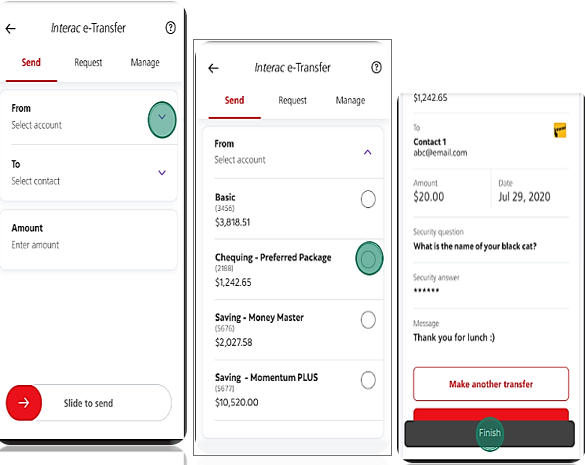 Interac e-Transfer
Send Request Manage
From
Select account
To
Select contact
Amount
Enter amount
Slide to send
Interac e-Transfer
Send Request Manage
From
Select account
Basic
(3456)
$3,818.51
Chequing - Preferred Package
(2168)
$1,242.65
Saving - Money Master
(5676)
$2,027.58
Saving - Momentum PLUS
(5677)
$10,520.00
$1,242.65
To
Contact 1
abc@email.com
Amount Date
$20.00 Jul 29, 2020
Security question
What is the name of your black cat?
Security answer
******
Message
Thank you for lunch :)
Make another transfer
Finish